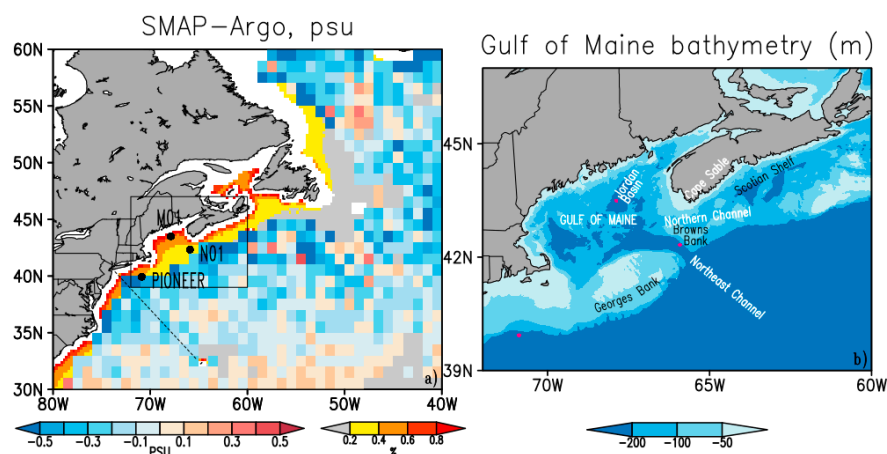 SMAP-Argo, psu
60N
55N
50N
45N
40N
35N
30N
80W
70W
60W
50W
40W
M01
N01
PIONEER
a)
-0.5
-0.3
-0.1
0.1
0.3
0.5
PSU
0.2
0.4
0.6
0.8
%
Gulf of Maine bathymetry (m)
45N
42N
39N
70W
65W
60W
Jordan
Basin
GULF OF MAINE
Cape Sable
Scotian Shelf
Northern Channel
Browns
Bank
Georges Bank
Northeast Channel
b)
-200
-100
-50